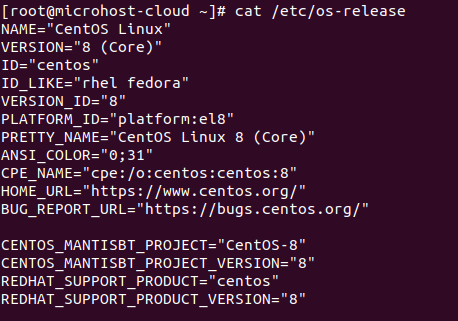 [root@microhost-cloud ~]# cat /etc/os-release
NAME="CentOS Linux"
VERSION="8 (Core)"
ID="centos"
ID_LIKE="rhel fedora"
VERSION_ID="8"
PLATFORM_ID="platform:el8"
PRETTY_NAME="CentOS Linux 8 (Core)"
ANSI_COLOR="0;31"
CPE_NAME="cpe:/o:centos:centos:8"
HOME_URL="https://www.centos.org/"
BUG_REPORT_URL="https://bugs.centos.org/"

CENTOS_MANTISBT_PROJECT="CentOS-8"
CENTOS_MANTISBT_PROJECT_VERSION="8"
REDHAT_SUPPORT_PRODUCT="centos"
REDHAT_SUPPORT_PRODUCT_VERSION="8"